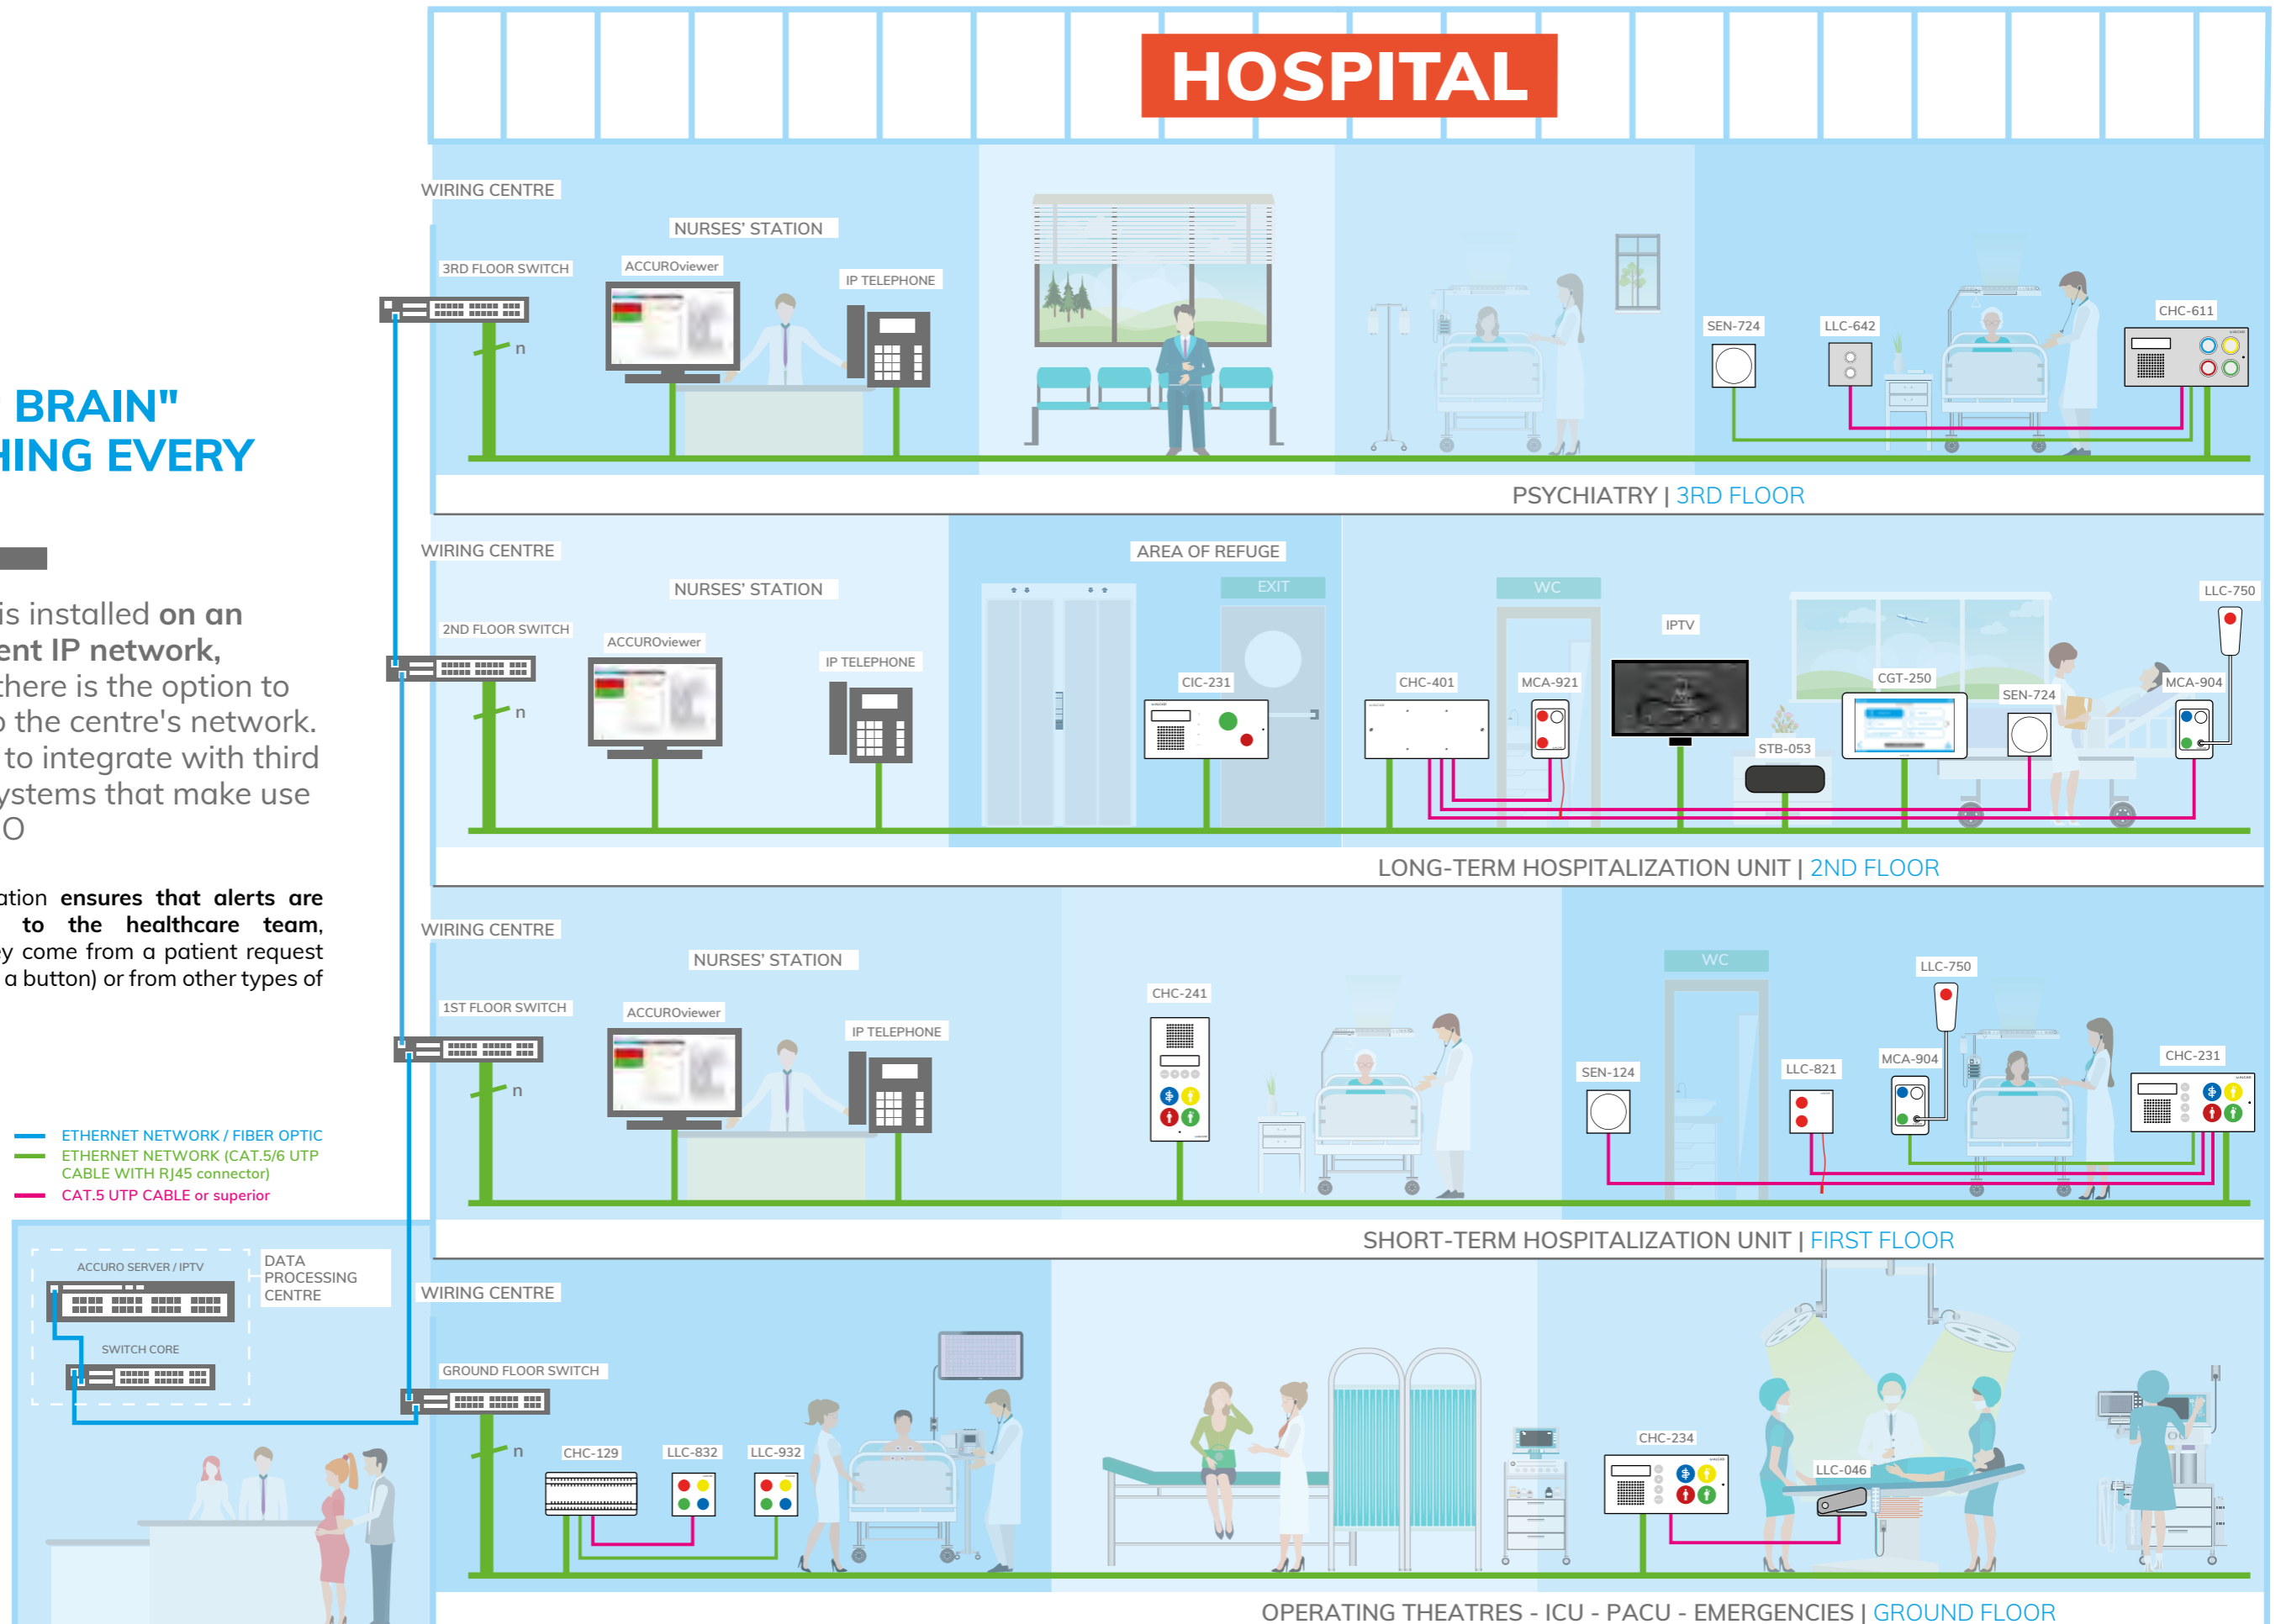 HOSPITAL
BRAIN"
HING EVERY
is installed on an
ent IP network,
there is the option to
o the centre's network.
to integrate with third
ystems that make use
O
ation ensures that alerts are
to the healthcare team,
ey come from a patient request
a button) or from other types of
ETHERNET NETWORK / FIBER OPTIC
ETHERNET NETWORK (CAT.5/6 UTP
CABLE WITH RJ45 connector)
CAT.5 UTP CABLE or superior
ACCURO SERVER / IPTV
DATA
PROCESSING
CENTRE
SWITCH CORE
WIRING CENTRE
NURSES' STATION
3RD FLOOR SWITCH
ACCUROviewer
IP TELEPHONE
n
SEN-724
LLC-642
CHC-611
PSYCHIATRY | 3RD FLOOR
WIRING CENTRE
AREA OF REFUGE
NURSES' STATION
EXIT
WC
LLC-750
2ND FLOOR SWITCH
ACCUROviewer
IP TELEPHONE
n
CIC-231
CHC-401
MCA-921
IPTV
STB-053
CGT-250
SEN-724
MCA-904
LONG-TERM HOSPITALIZATION UNIT | 2ND FLOOR
WIRING CENTRE
NURSES' STATION
WC
LLC-750
1ST FLOOR SWITCH
ACCUROviewer
IP TELEPHONE
n
CHC-241
SEN-124
LLC-821
MCA-904
CHC-231
SHORT-TERM HOSPITALIZATION UNIT | FIRST FLOOR
WIRING CENTRE
GROUND FLOOR SWITCH
n
CHC-129
LLC-832
LLC-932
CHC-234
LLC-046
OPERATING THEATRES - ICU - PACU - EMERGENCIES | GROUND FLOOR